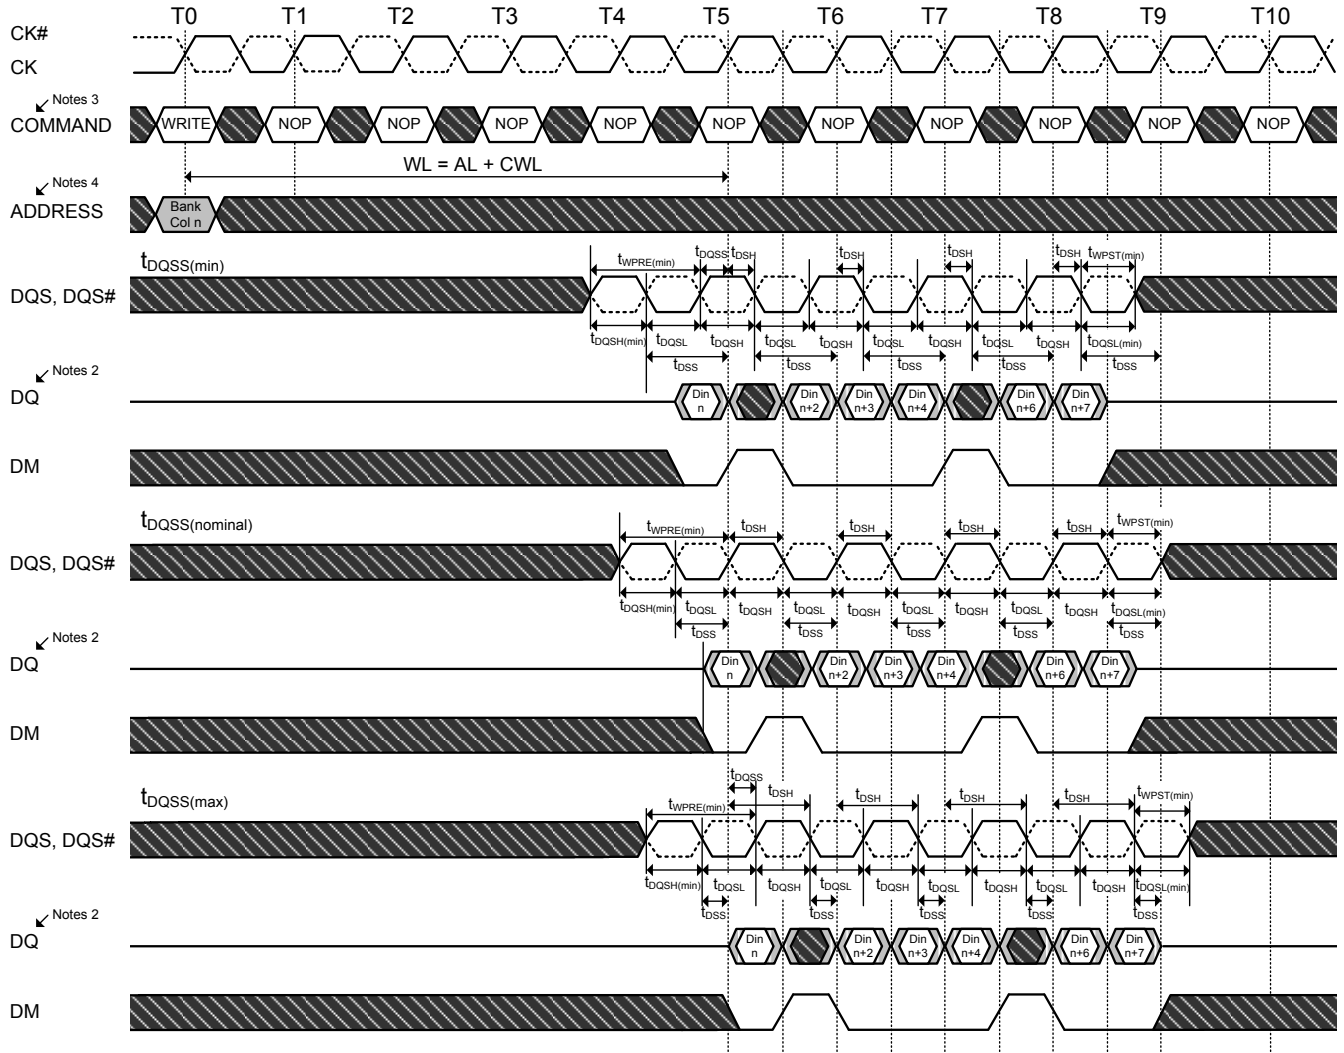 T0 T1 T2 T3 T4 T5 T6 T7 T8 T9 T10
CK#
CK
Notes 3
COMMAND WRITE NOP NOP NOP NOP NOP NOP NOP NOP NOP NOP
WL = AL + CWL
Notes 4
ADDRESS Bank Col n
tDQSS(min) tWPRE(min) tDQSS tDSH tDSH tDSH tDSH tWPST(min)
DQS, DQS#
tDQSH(min) tDQSL tDQSH tDQSL tDQSH tDQSL tDQSH tDQSL tDQSH tDQSL(min)
tDSS tDSS tDSS tDSS tDSS
Notes 2
DQ Din n Din n+2 Din n+3 Din n+4 Din n+6 Din n+7
DM
tDQSS(nominal) tWPRE(min) tDSH tDSH tDSH tDSH tWPST(min)
DQS, DQS#
tDQSH(min) tDQSL tDQSH tDQSL tDQSH tDQSL tDQSH tDQSL tDQSH tDQSL(min)
tDSS tDSS tDSS tDSS tDSS
Notes 2
DQ Din n Din n+2 Din n+3 Din n+4 Din n+6 Din n+7
DM
tDQSS
tDQSS(max) tWPRE(min) tDSH tDSH tDSH tDSH tWPST(min)
DQS, DQS#
tDQSH(min) tDQSL tDQSH tDQSL tDQSH tDQSL tDQSH tDQSL tDQSH tDQSL(min)
tDSS tDSS tDSS tDSS tDSS
Notes 2
DQ Din n Din n+2 Din n+3 Din n+4 Din n+6 Din n+7
DM